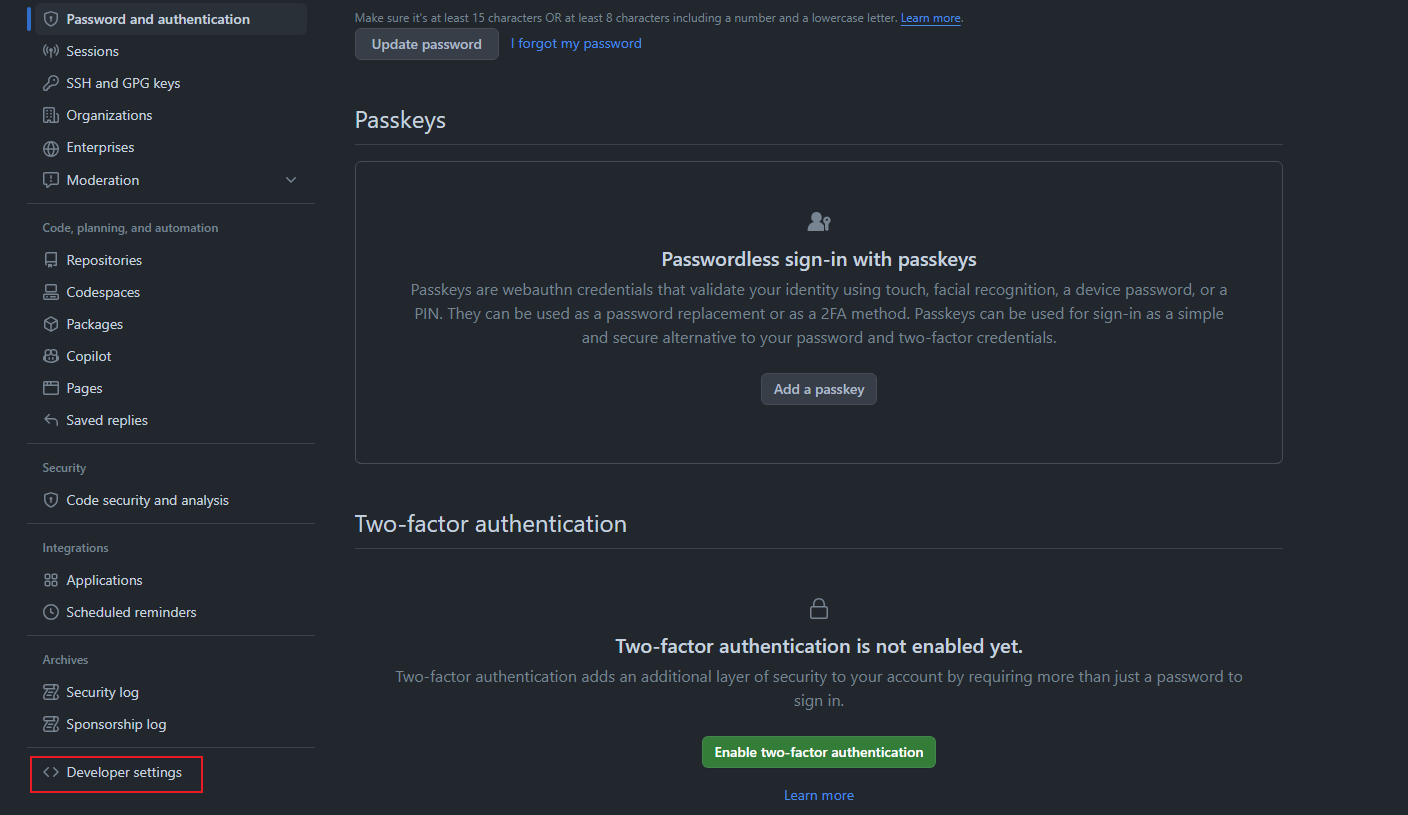 Password and authentication
Sessions
SSH and GPG keys
Organizations
Enterprises
Moderation
Code, planning, and automation
Repositories
Codespaces
Packages
Copilot
Pages
Saved replies
Security
Code security and analysis
Integrations
Applications
Scheduled reminders
Archives
Security log
Sponsorship log
Developer settings
Make sure it's at least 15 characters OR at least 8 characters including a number and a lowercase letter. Learn more.
Update password
I forgot my password
Passkeys
Passwordless sign-in with passkeys
Passkeys are webauthn credentials that validate your identity using touch, facial recognition, a device password, or a
PIN. They can be used as a password replacement or as a 2FA method. Passkeys can be used for sign-in as a simple
and secure alternative to your password and two-factor credentials.
Add a passkey
Two-factor authentication
Two-factor authentication is not enabled yet.
Two-factor authentication adds an additional layer of security to your account by requiring more than just a password to
sign in.
Enable two-factor authentication
Learn more